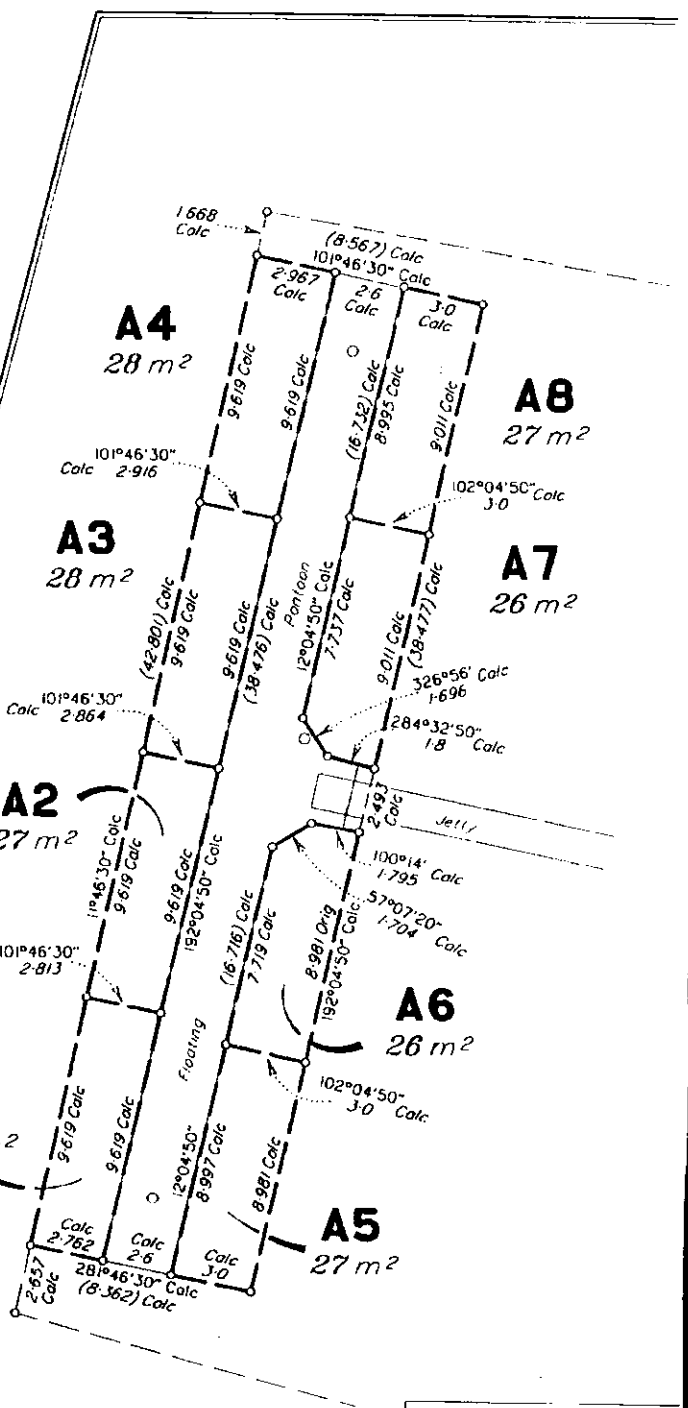 1·668
Calc
(8·567) Calc
101°46'30" Calc
2·967
Calc
2·6
Calc
3·0
Calc
A4
28 m²
9·619 Calc
9·619 Calc
(16·732) Calc
8·995 Calc
9·011 Calc
A8
27 m²
101°46'30"
Calc 2·916
102°04'50" Calc
3·0
A3
28 m²
A7
26 m²
Pontoon
12°04'50" Calc
7·737 Calc
(42·801) Calc
9·619 Calc
9·619 Calc
(38·476) Calc
9·011 Calc
(38·477) Calc
326°56' Calc
1·696
284°32'50"
1·8 Calc
101°46'30"
Calc 2·864
2·493
Calc
Jetty
A2
27 m²
11°46'30" Calc
9·619 Calc
9·619 Calc
192°04'50" Calc
100°14' Calc
1·795
57°07'20"
1·704 Calc
(16·716) Calc
7·719 Calc
8·981 Orig
192°04'50" Calc
101°46'30"
2·813
A6
26 m²
Floating
102°04'50"
3·0 Calc
2
9·619 Calc
9·619 Calc
12°04'50"
8·997 Calc
8·981 Calc
A5
27 m²
Calc
2·762
Calc
2·6
Calc
3·0
281°46'30" Calc
(8·362) Calc
2·657
Calc